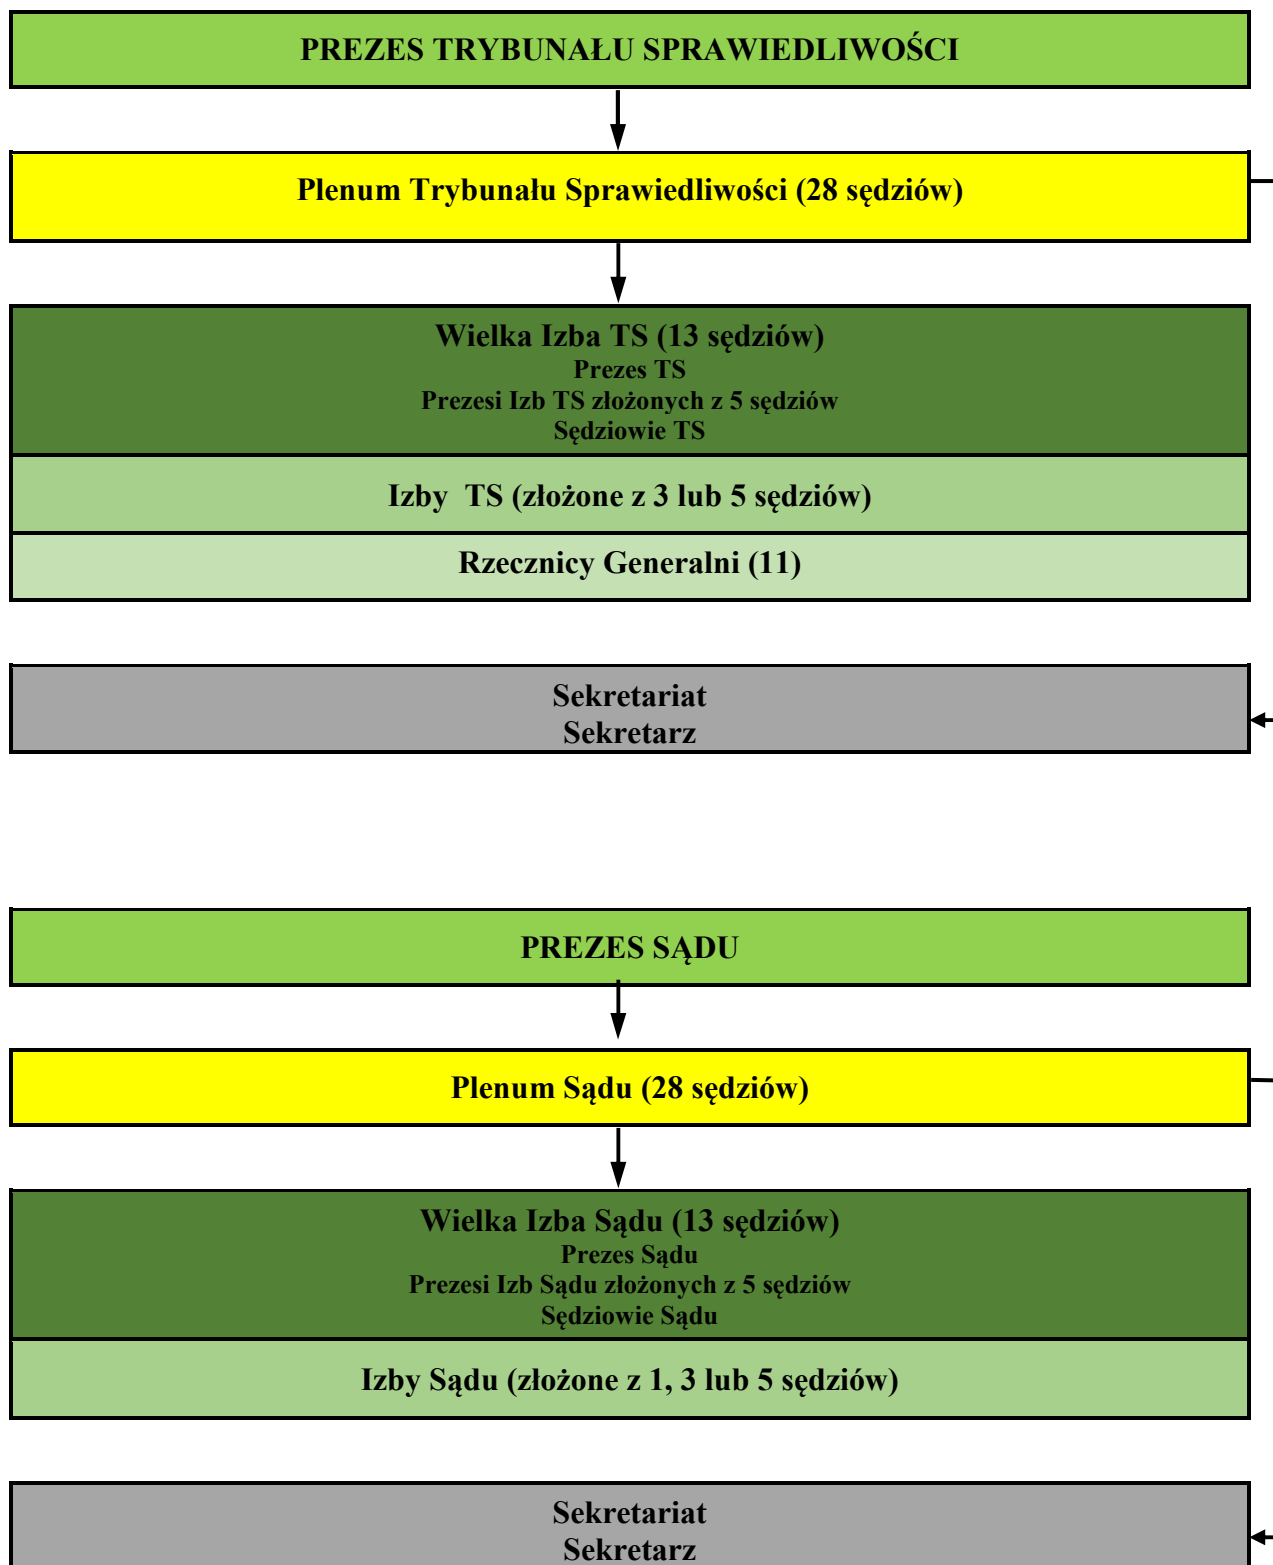 PREZES TRYBUNAŁU SPRAWIEDLIWOŚCI
Plenum Trybunału Sprawiedliwości (28 sędziów)
Wielka Izba TS (13 sędziów)
Prezes TS
Prezesi Izb TS złożonych z 5 sędziów
Sędziowie TS
Izby TS (złożone z 3 lub 5 sędziów)
Rzecznicy Generalni (11)
Sekretariat
Sekretarz
PREZES SĄDU
Plenum Sądu (28 sędziów)
Wielka Izba Sądu (13 sędziów)
Prezes Sądu
Prezesi Izb Sądu złożonych z 5 sędziów
Sędziowie Sądu
Izby Sądu (złożone z 1, 3 lub 5 sędziów)
Sekretariat
Sekretarz